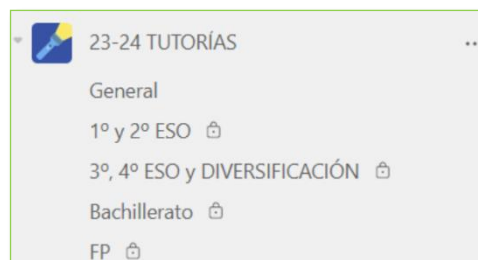 23-24 TUTORÍAS
General
1º y 2º ESO
3º, 4º ESO y DIVERSIFICACIÓN
Bachillerato
FP